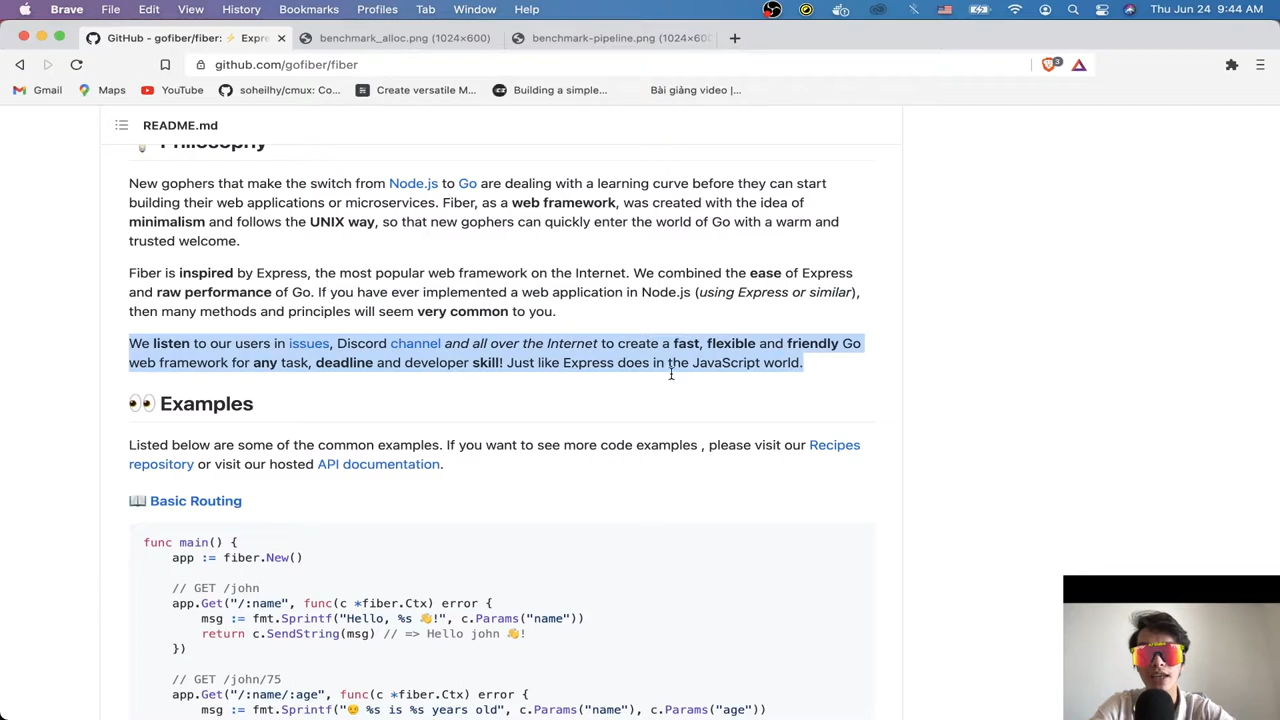 Brave File Edit View History Bookmarks Profiles Tab Window Help Thu Jun 24 9:44 AM
GitHub - gofiber/fiber: ⚡ Expre benchmark_alloc.png (1024×600) benchmark-pipeline.png (1024×600
github.com/gofiber/fiber 3
Gmail Maps YouTube soheilhy/cmux: Co... Create versatile M... Building a simple... Bài giảng video |...
README.md
Philosophy
New gophers that make the switch from Node.js to Go are dealing with a learning curve before they can start
building their web applications or microservices. Fiber, as a web framework, was created with the idea of
minimalism and follows the UNIX way, so that new gophers can quickly enter the world of Go with a warm and
trusted welcome.
Fiber is inspired by Express, the most popular web framework on the Internet. We combined the ease of Express
and raw performance of Go. If you have ever implemented a web application in Node.js (using Express or similar),
then many methods and principles will seem very common to you.
We listen to our users in issues, Discord channel and all over the Internet to create a fast, flexible and friendly Go
web framework for any task, deadline and developer skill! Just like Express does in the JavaScript world.
👀 Examples
Listed below are some of the common examples. If you want to see more code examples , please visit our Recipes
repository or visit our hosted API documentation.
📖 Basic Routing
func main() {
app := fiber.New()
// GET /john
app.Get("/:name", func(c *fiber.Ctx) error {
msg := fmt.Sprintf("Hello, %s 👋!", c.Params("name"))
return c.SendString(msg) // => Hello john 👋!
})
// GET /john/75
app.Get("/:name/:age", func(c *fiber.Ctx) error {
msg := fmt.Sprintf("👴 %s is %s years old", c.Params("name"), c.Params("age"))